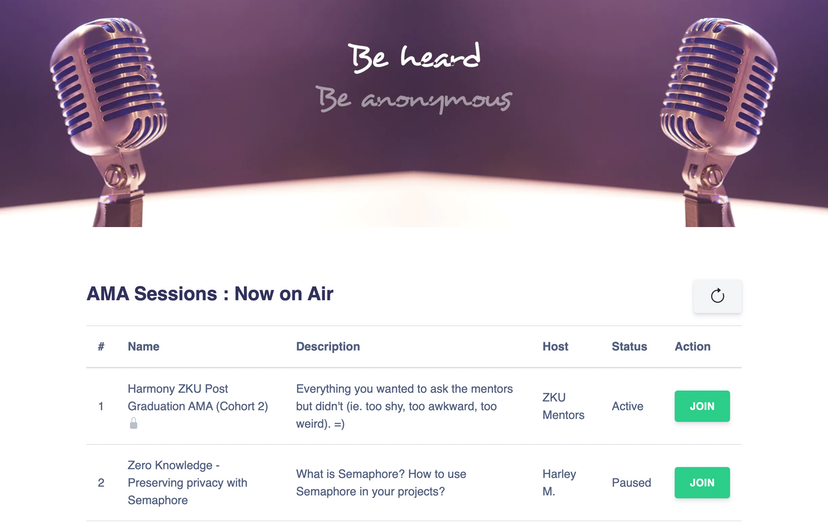 Be heard
Be anonymous
AMA Sessions : Now on Air
# Name Description Host Status Action
1 Harmony ZKU Post Graduation AMA (Cohort 2) Everything you wanted to ask the mentors but didn't (ie. too shy, too awkward, too weird). =) ZKU Mentors Active JOIN
2 Zero Knowledge - Preserving privacy with Semaphore What is Semaphore? How to use Semaphore in your projects? Harley M. Paused JOIN